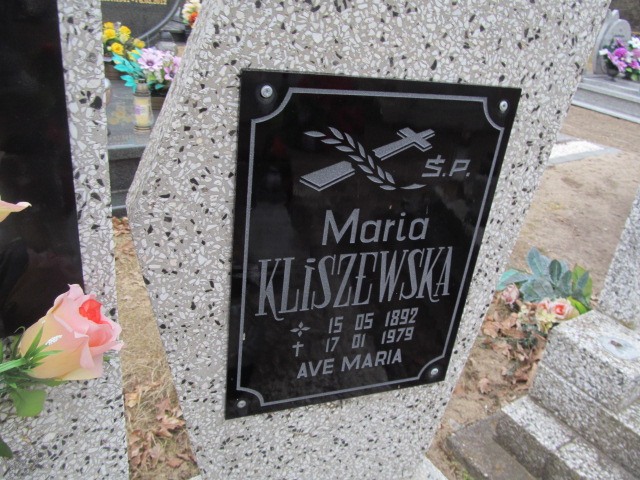 Ś.P.
Maria
KLiSZEWSKA
15 05 1892
17 01 1979
AVE MARIA